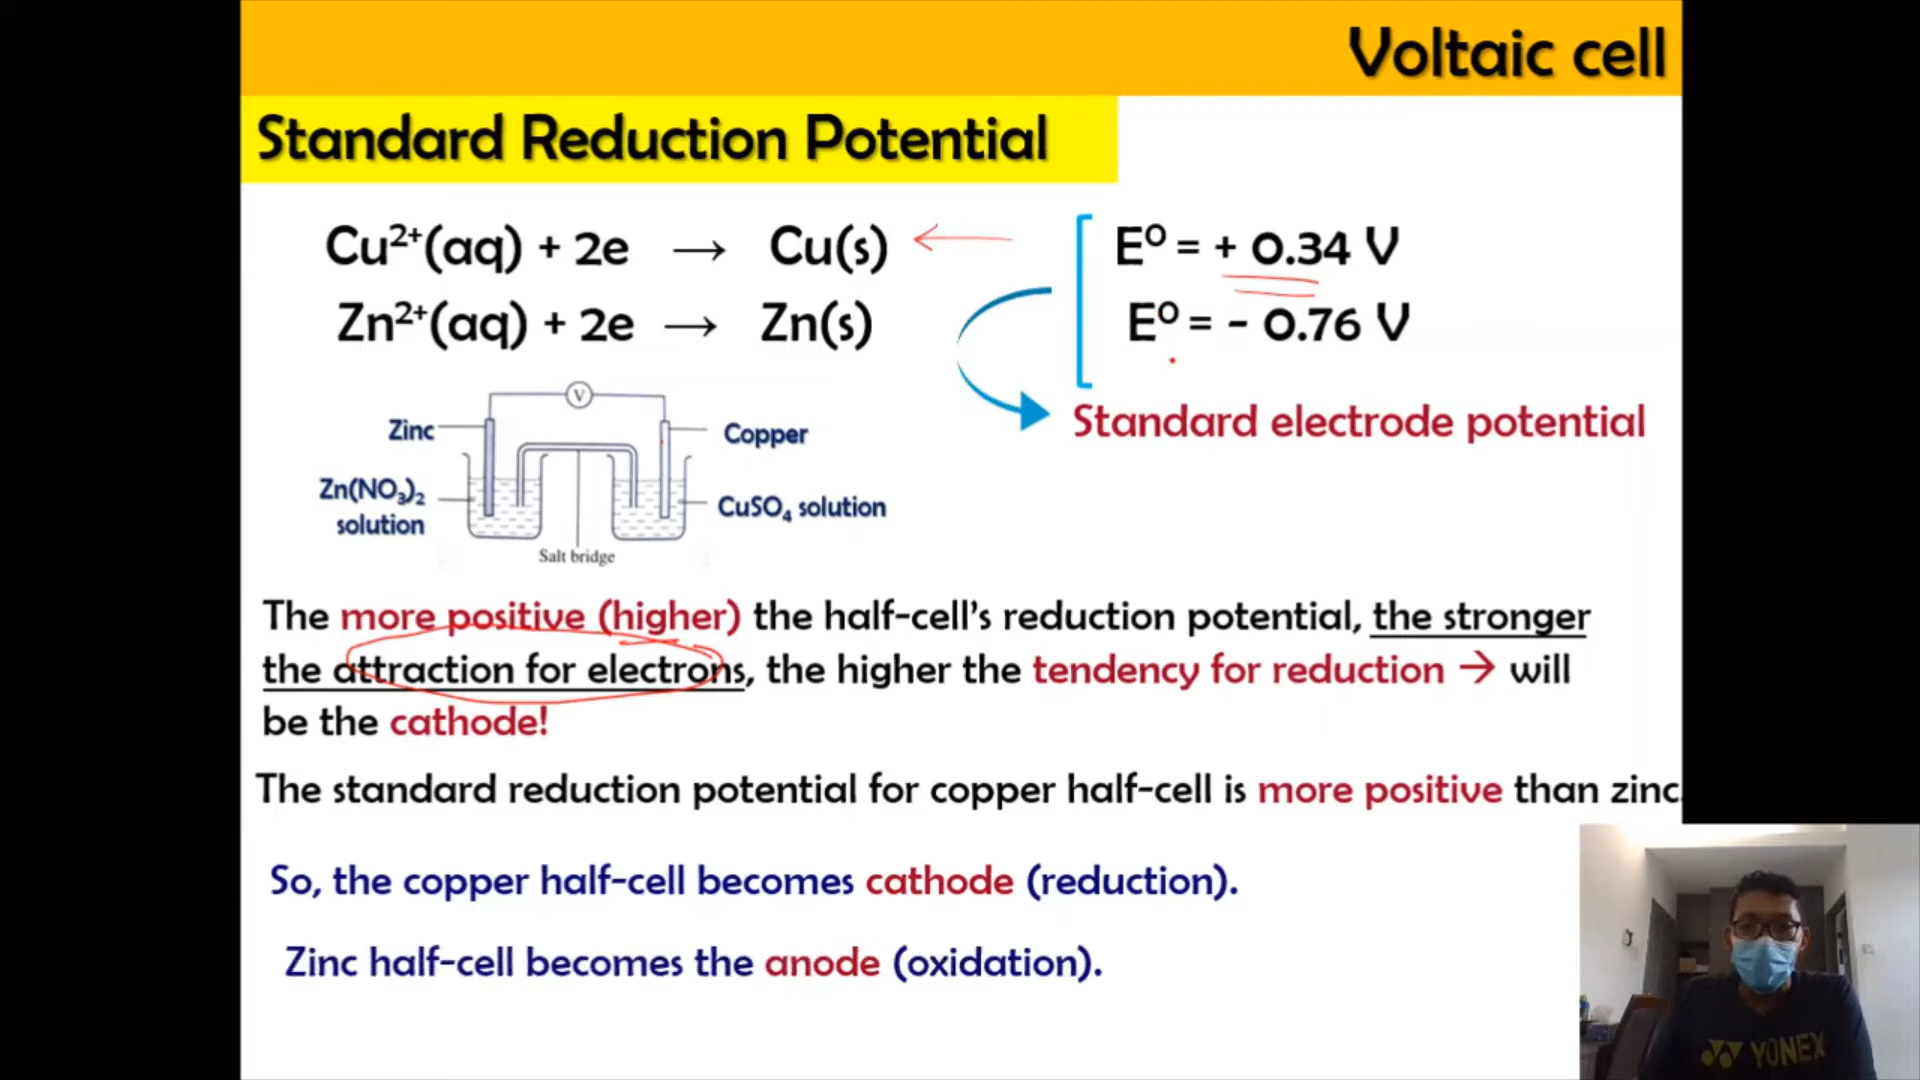 Voltaic cell
Standard Reduction Potential
Cu²⁺(aq) + 2e → Cu(s) E⁰ = + 0.34 V
Zn²⁺(aq) + 2e → Zn(s) E⁰ = - 0.76 V
Standard electrode potential
V
Zinc
Copper
Zn(NO₃)₂
solution
CuSO₄ solution
Salt bridge
The more positive (higher) the half-cell's reduction potential, the stronger
the attraction for electrons, the higher the tendency for reduction → will
be the cathode!
The standard reduction potential for copper half-cell is more positive than zinc.
So, the copper half-cell becomes cathode (reduction).
Zinc half-cell becomes the anode (oxidation).
YONEX